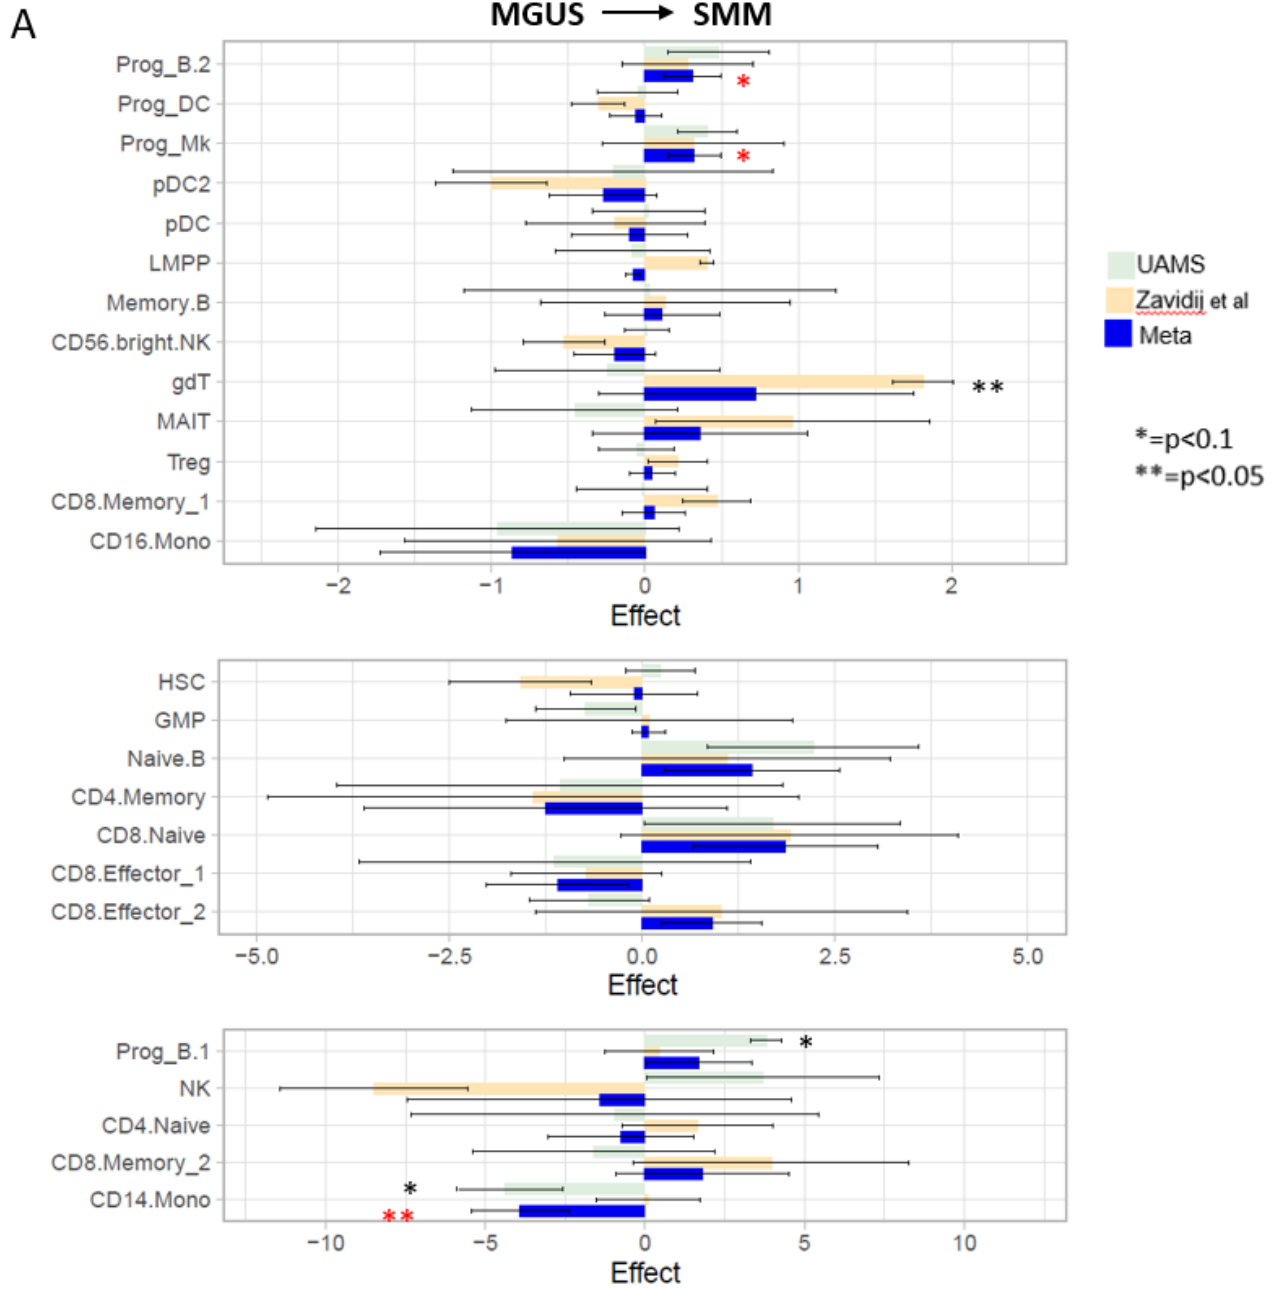 A
MGUS → SMM
Prog_B.2
*
Prog_DC
Prog_Mk
*
pDC2
pDC
LMPP
Memory.B
CD56.bright.NK
gdT
**
MAIT
Treg
CD8.Memory_1
CD16.Mono
−2 −1 0 1 2
Effect
UAMS
Zavidij et al
Meta
*=p<0.1
**=p<0.05
HSC
GMP
Naive.B
CD4.Memory
CD8.Naive
CD8.Effector_1
CD8.Effector_2
−5.0 −2.5 0.0 2.5 5.0
Effect
Prog_B.1
*
NK
CD4.Naive
CD8.Memory_2
CD14.Mono
*
**
−10 −5 0 5 10
Effect